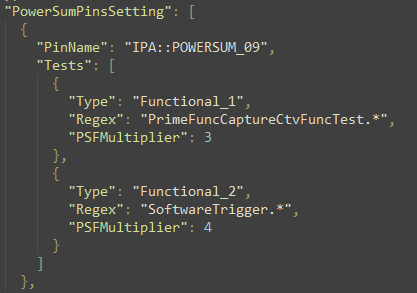 "PowerSumPinsSetting": [
{
"PinName": "IPA::POWERSUM_09",
"Tests": [
{
"Type": "Functional_1",
"Regex": "PrimeFuncCaptureCtvFuncTest.*",
"PSFMultiplier": 3
},
{
"Type": "Functional_2",
"Regex": "SoftwareTrigger.*",
"PSFMultiplier": 4
}
]
},